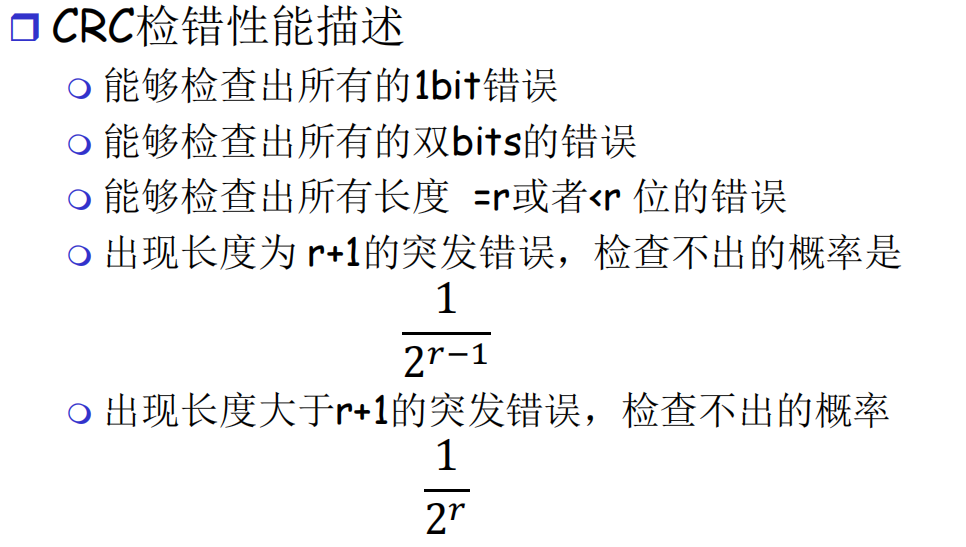 CRC检错性能描述
能够检查出所有的1bit错误
能够检查出所有的双bits的错误
能够检查出所有长度 =r或者<r 位的错误
出现长度为 r+1的突发错误，检查不出的概率是
1
2^{r−1}
出现长度大于r+1的突发错误，检查不出的概率
1
2^{r}